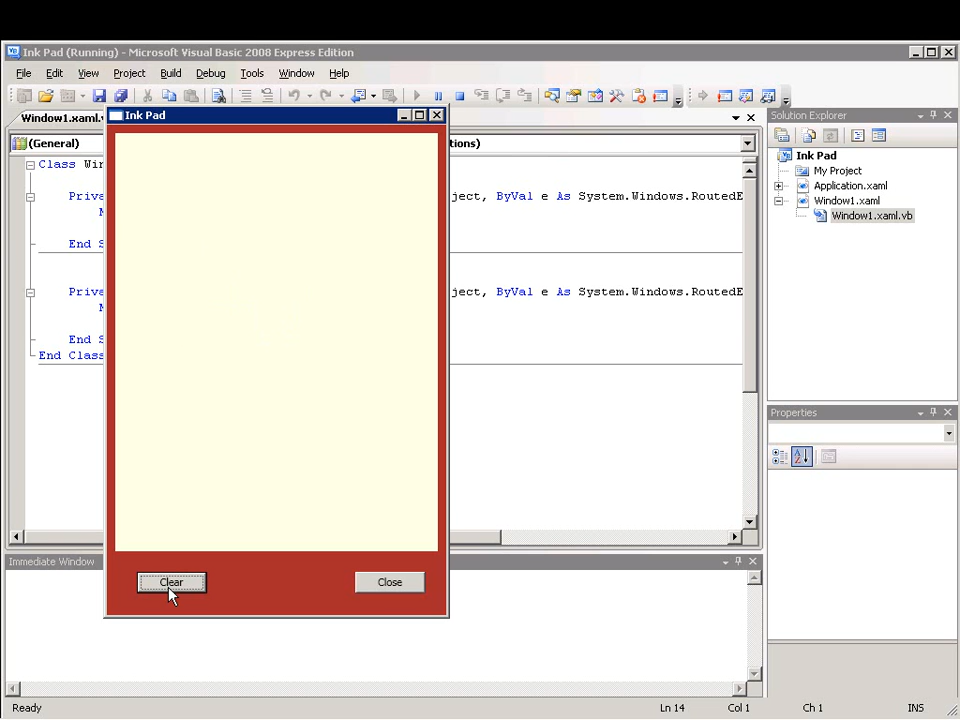 Ink Pad (Running) - Microsoft Visual Basic 2008 Express Edition
File Edit View Project Build Debug Tools Window Help
Window1.xaml.v
Ink Pad
Solution Explorer
(General)
tions)
Ink Pad
My Project
Application.xaml
Window1.xaml
Window1.xaml.vb
Class Win
Priva
ject, ByVal e As System.Windows.RoutedE
M
End S
Priva
ject, ByVal e As System.Windows.RoutedE
M
End S
End Class
Properties
Immediate Window
Clear
Close
Ready
Ln 14
Col 1
Ch 1
INS